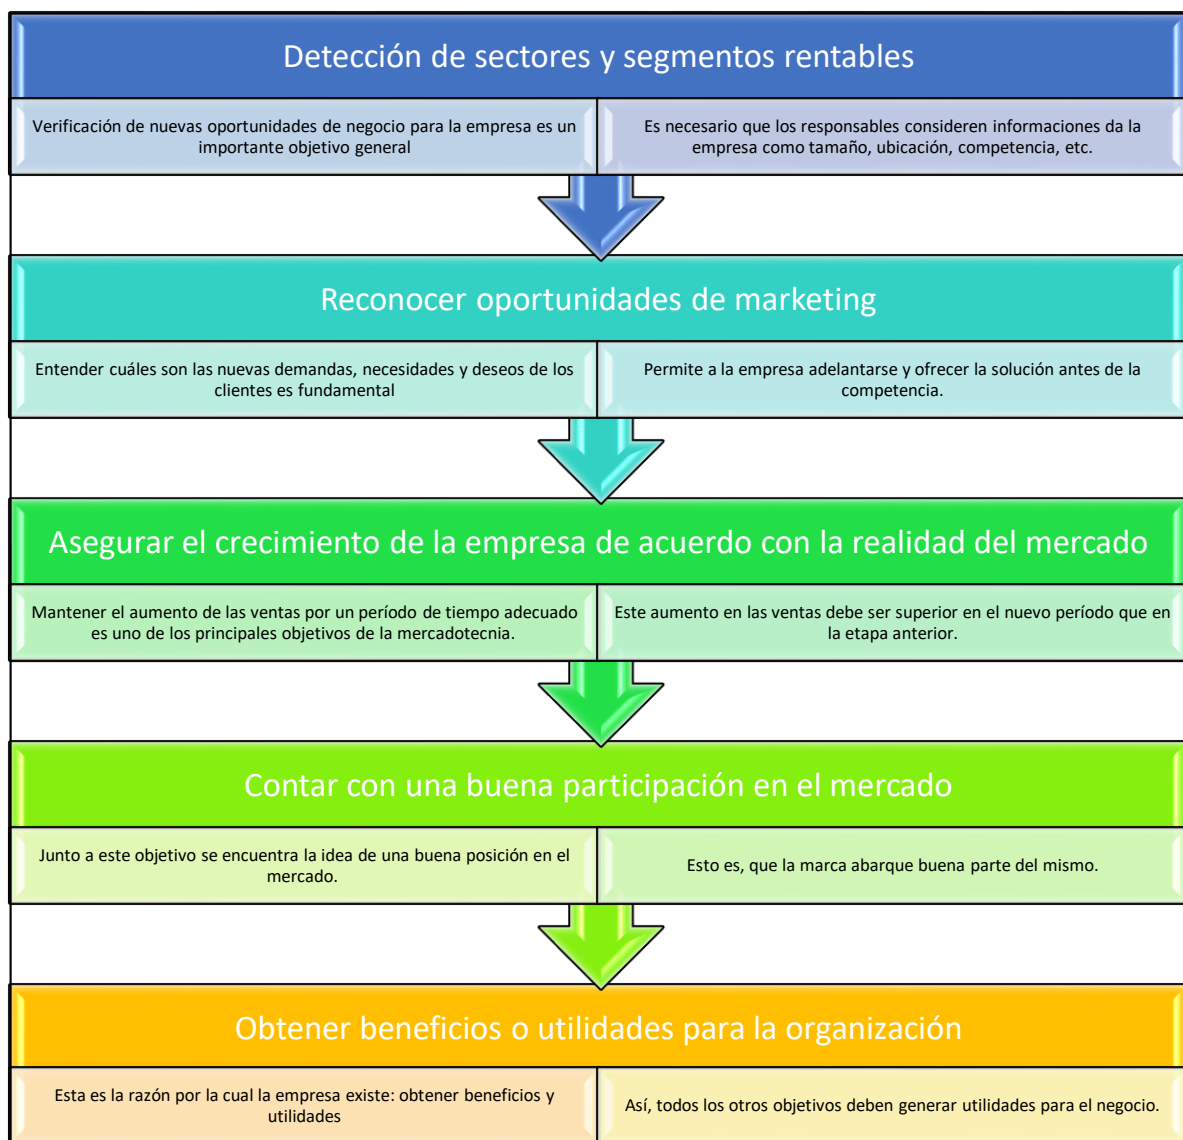 Detección de sectores y segmentos rentables
Verificación de nuevas oportunidades de negocio para la empresa es un
importante objetivo general
Es necesario que los responsables consideren informaciones da la
empresa como tamaño, ubicación, competencia, etc.
Reconocer oportunidades de marketing
Entender cuáles son las nuevas demandas, necesidades y deseos de los
clientes es fundamental
Permite a la empresa adelantarse y ofrecer la solución antes de la
competencia.
Asegurar el crecimiento de la empresa de acuerdo con la realidad del mercado
Mantener el aumento de las ventas por un período de tiempo adecuado
es uno de los principales objetivos de la mercadotecnia.
Este aumento en las ventas debe ser superior en el nuevo período que en
la etapa anterior.
Contar con una buena participación en el mercado
Junto a este objetivo se encuentra la idea de una buena posición en el
mercado.
Esto es, que la marca abarque buena parte del mismo.
Obtener beneficios o utilidades para la organización
Esta es la razón por la cual la empresa existe: obtener beneficios y
utilidades
Así, todos los otros objetivos deben generar utilidades para el negocio.